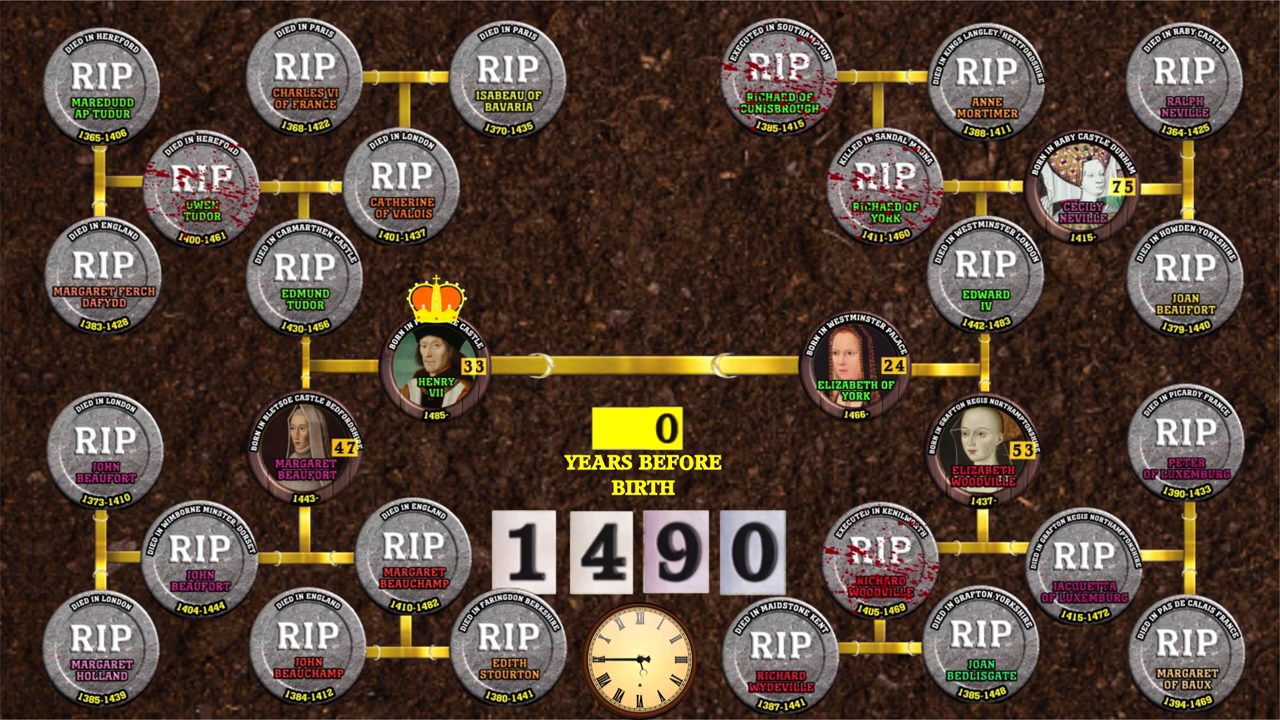 DIED IN HEREFORD
RIP
MAREDUDD
AP TUDUR
1365-1406
DIED IN PARIS
RIP
CHARLES VI
OF FRANCE
1368-1422
DIED IN PARIS
RIP
ISABEAU OF
BAVARIA
1370-1435
EXECUTED IN SOUTHAMPTON
RIP
RICHARD OF
CONISBROUGH
1385-1415
DIED IN KINGS LANGLEY, HERTFORDSHIRE
RIP
ANNE
MORTIMER
1388-1411
DIED IN RABY CASTLE
RIP
RALPH
NEVILLE
1364-1425
DIED IN HEREFORD
RIP
OWEN
TUDOR
1400-1461
DIED IN LONDON
RIP
CATHERINE
OF VALOIS
1401-1437
KILLED IN SANDAL MAGNA
RIP
RICHARD OF
YORK
1411-1460
BORN IN RABY CASTLE DURHAM
75
CECILY
NEVILLE
1415-
DIED IN ENGLAND
RIP
MARGARET FERCH
DAFYDD
1383-1428
DIED IN CARMARTHEN CASTLE
RIP
EDMUND
TUDOR
1430-1456
DIED IN WESTMINSTER LONDON
RIP
EDWARD
IV
1442-1483
DIED IN HOWDEN YORKSHIRE
RIP
JOAN
BEAUFORT
1379-1440
BORN IN CASTLE
33
HENRY
VII
1485-
BORN IN WESTMINSTER PALACE
24
ELIZABETH OF
YORK
1466-
DIED IN LONDON
RIP
JOHN
BEAUFORT
1373-1410
BORN IN BLETSOE CASTLE BEDFORDSHIRE
47
MARGARET
BEAUFORT
1443-
0
YEARS BEFORE
BIRTH
BORN IN GRAFTON REGIS NORTHAMPTONSHIRE
53
ELIZABETH
WOODVILLE
1437-
DIED IN PICARDY FRANCE
RIP
PETER
OF LUXEMBURG
1390-1433
DIED IN WIMBORNE MINSTER, DORSET
RIP
JOHN
BEAUFORT
1404-1444
DIED IN ENGLAND
RIP
MARGARET
BEAUCHAMP
1410-1482
1490
EXECUTED IN KENILWORTH
RIP
RICHARD
WOODVILLE
1405-1469
DIED IN GRAFTON REGIS NORTHAMPTONSHIRE
RIP
JACQUETTA
OF LUXEMBURG
1415-1472
DIED IN LONDON
RIP
MARGARET
HOLLAND
1385-1439
DIED IN ENGLAND
RIP
JOHN
BEAUCHAMP
1384-1412
DIED IN FARINGDON BERKSHIRE
RIP
EDITH
STOURTON
1380-1441
DIED IN MAIDSTONE KENT
RIP
RICHARD
WYDEVILLE
1387-1441
DIED IN GRAFTON YORKSHIRE
RIP
JOAN
BEDLISGATE
1385-1448
DIED IN PAS DE CALAIS FRANCE
RIP
MARGARET
OF BAUX
1394-1469